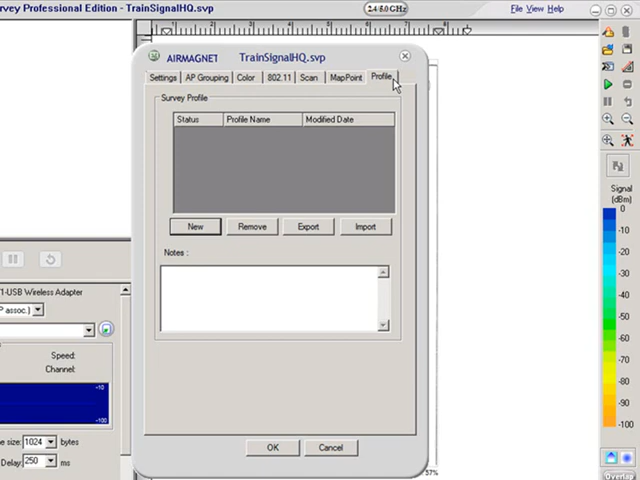 urvey Professional Edition - TrainSignalHQ.svp
2.4/5.0GHz
File View Help
AIRMAGNET TrainSignalHQ.svp
Settings AP Grouping Color 802.11 Scan MapPoint Profile
Survey Profile
Status Profile Name Modified Date
New Remove Export Import
Notes :
OK Cancel
1-USB Wireless Adapter
P assoc.)
Speed:
Channel:
-10
-100
e size: 1024 bytes
Delay: 250 ms
57%
Signal
(dBm)
0
-10
-20
-30
-40
-50
-60
-70
-80
-90
-100
Overlap